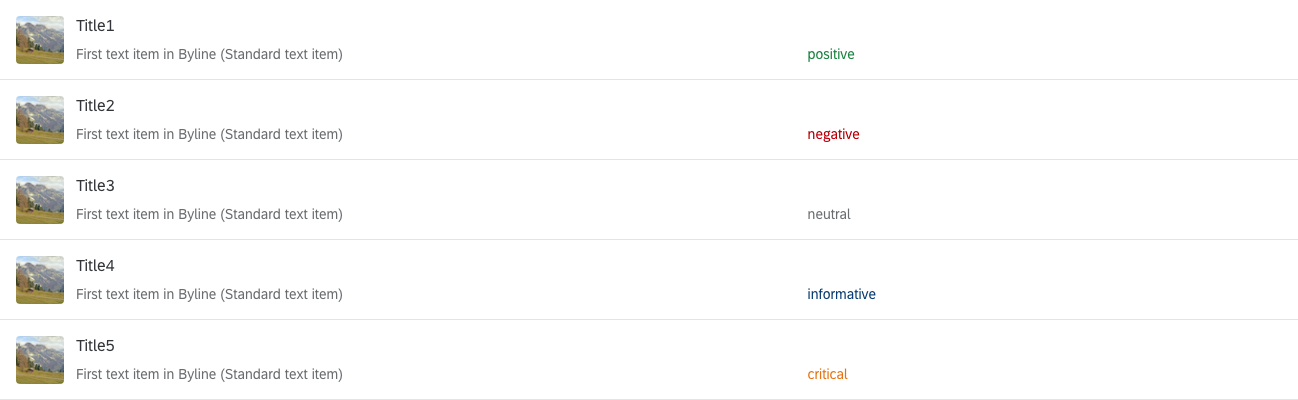 Title1
First text item in Byline (Standard text item) positive
Title2
First text item in Byline (Standard text item) negative
Title3
First text item in Byline (Standard text item) neutral
Title4
First text item in Byline (Standard text item) informative
Title5
First text item in Byline (Standard text item) critical